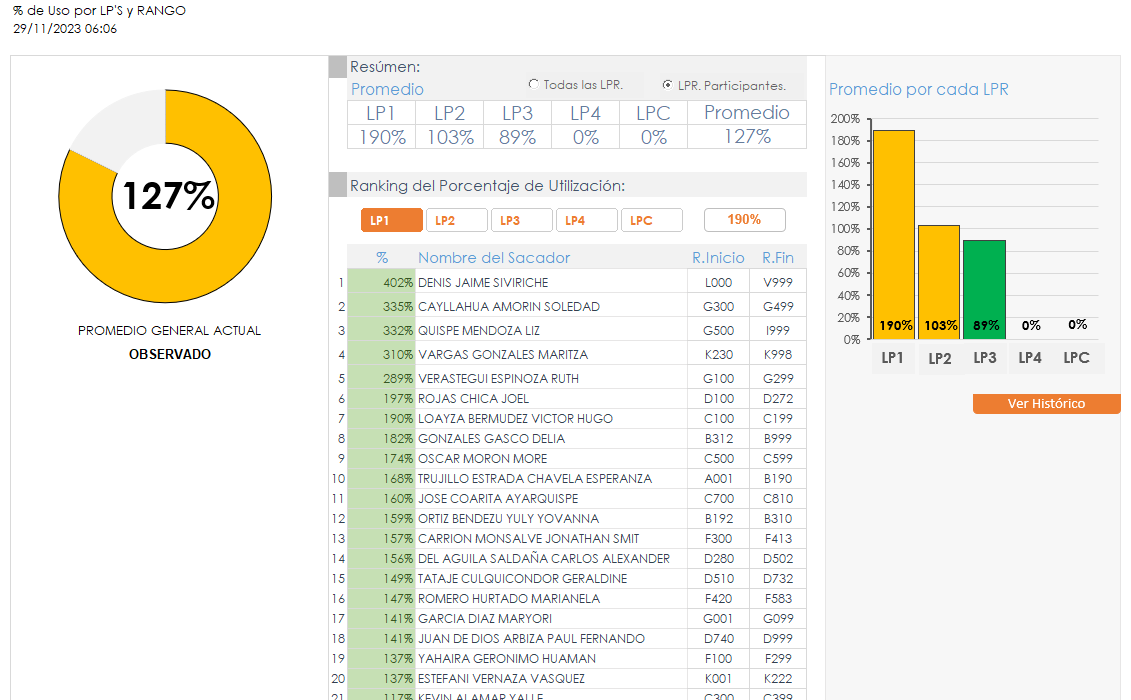 % de Uso por LP'S y RANGO
29/11/2023 06:06
127%
PROMEDIO GENERAL ACTUAL
OBSERVADO
Resúmen:
Promedio
Todas las LPR.
LPR. Participantes.
LP1 LP2 LP3 LP4 LPC Promedio
190% 103% 89% 0% 0% 127%
Ranking del Porcentaje de Utilización:
LP1 LP2 LP3 LP4 LPC 190%
% Nombre del Sacador R.Inicio R.Fin
1 402% DENIS JAIME SIVIRICHE L000 V999
2 335% CAYLLAHUA AMORIN SOLEDAD G300 G499
3 332% QUISPE MENDOZA LIZ G500 I999
4 310% VARGAS GONZALES MARITZA K230 K998
5 289% VERASTEGUI ESPINOZA RUTH G100 G299
6 197% ROJAS CHICA JOEL D100 D272
7 190% LOAYZA BERMUDEZ VICTOR HUGO C100 C199
8 182% GONZALES GASCO DELIA B312 B999
9 174% OSCAR MORON MORE C500 C599
10 168% TRUJILLO ESTRADA CHAVELA ESPERANZA A001 B190
11 160% JOSE COARITA AYARQUISPE C700 C810
12 159% ORTIZ BENDEZU YULY YOVANNA B192 B310
13 157% CARRION MONSALVE JONATHAN SMIT F300 F413
14 156% DEL AGUILA SALDAÑA CARLOS ALEXANDER D280 D502
15 149% TATAJE CULQUICONDOR GERALDINE D510 D732
16 147% ROMERO HURTADO MARIANELA F420 F583
17 141% GARCIA DIAZ MARYORI G001 G099
18 141% JUAN DE DIOS ARBIZA PAUL FERNANDO D740 D999
19 137% YAHAIRA GERONIMO HUAMAN F100 F299
20 137% ESTEFANI VERNAZA VASQUEZ K001 K222
21 117% KEVIN ALAMAR YALLE C300 C399
Promedio por cada LPR
200%
180%
160%
140%
120%
100%
80%
60%
40%
20%
0%
190% 103% 89% 0% 0%
LP1 LP2 LP3 LP4 LPC
Ver Histórico